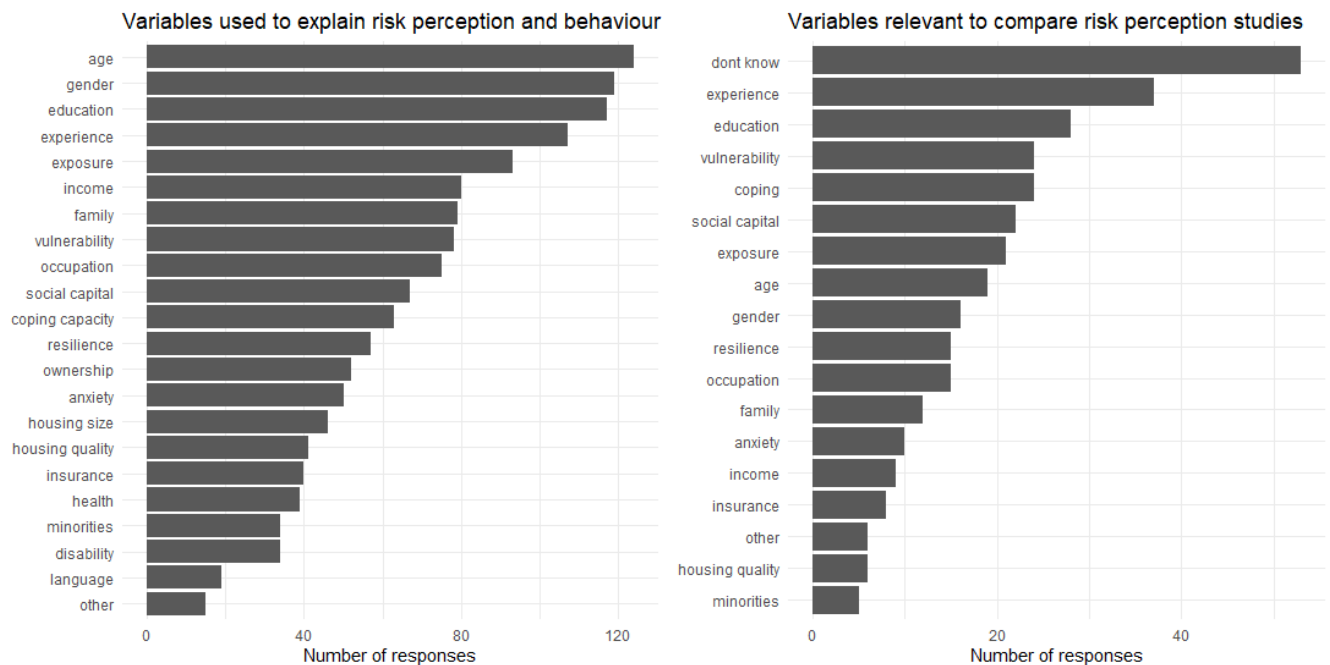 Variables used to explain risk perception and behaviour
age
gender
education
experience
exposure
income
family
vulnerability
occupation
social capital
coping capacity
resilience
ownership
anxiety
housing size
housing quality
insurance
health
minorities
disability
language
other
0 40 80 120
Number of responses
Variables relevant to compare risk perception studies
dont know
experience
education
vulnerability
coping
social capital
exposure
age
gender
resilience
occupation
family
anxiety
income
insurance
other
housing quality
minorities
0 20 40
Number of responses